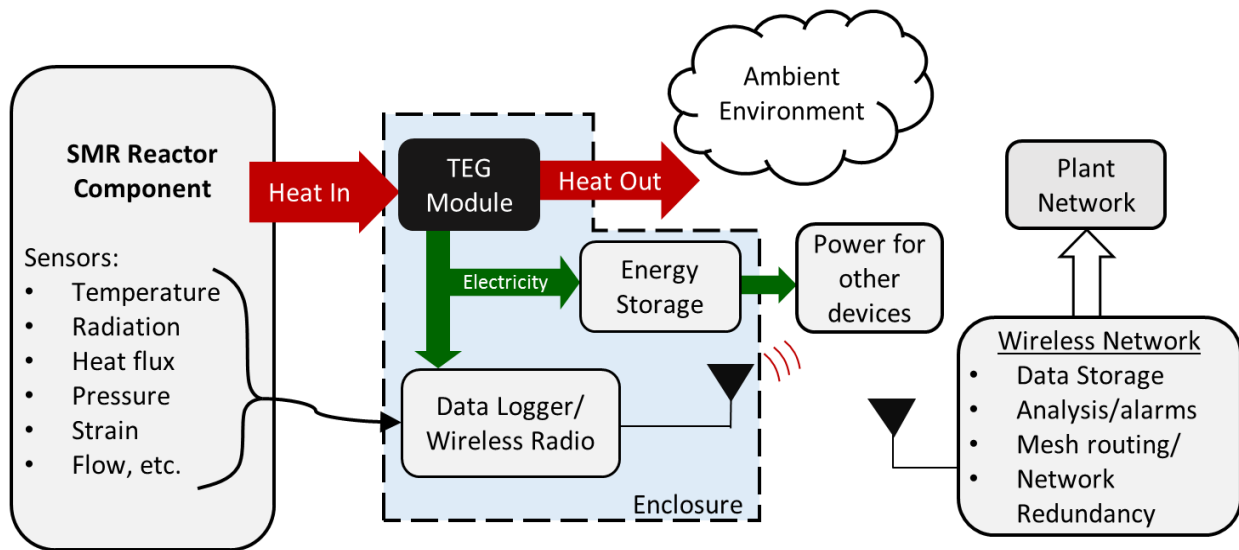 SMR Reactor
Component
Sensors:
• Temperature
• Radiation
• Heat flux
• Pressure
• Strain
• Flow, etc.
Heat In
TEG
Module
Heat Out
Ambient
Environment
Electricity
Energy
Storage
Power for
other
devices
Data Logger/
Wireless Radio
Enclosure
Plant
Network
Wireless Network
• Data Storage
• Analysis/alarms
• Mesh routing/
• Network
Redundancy